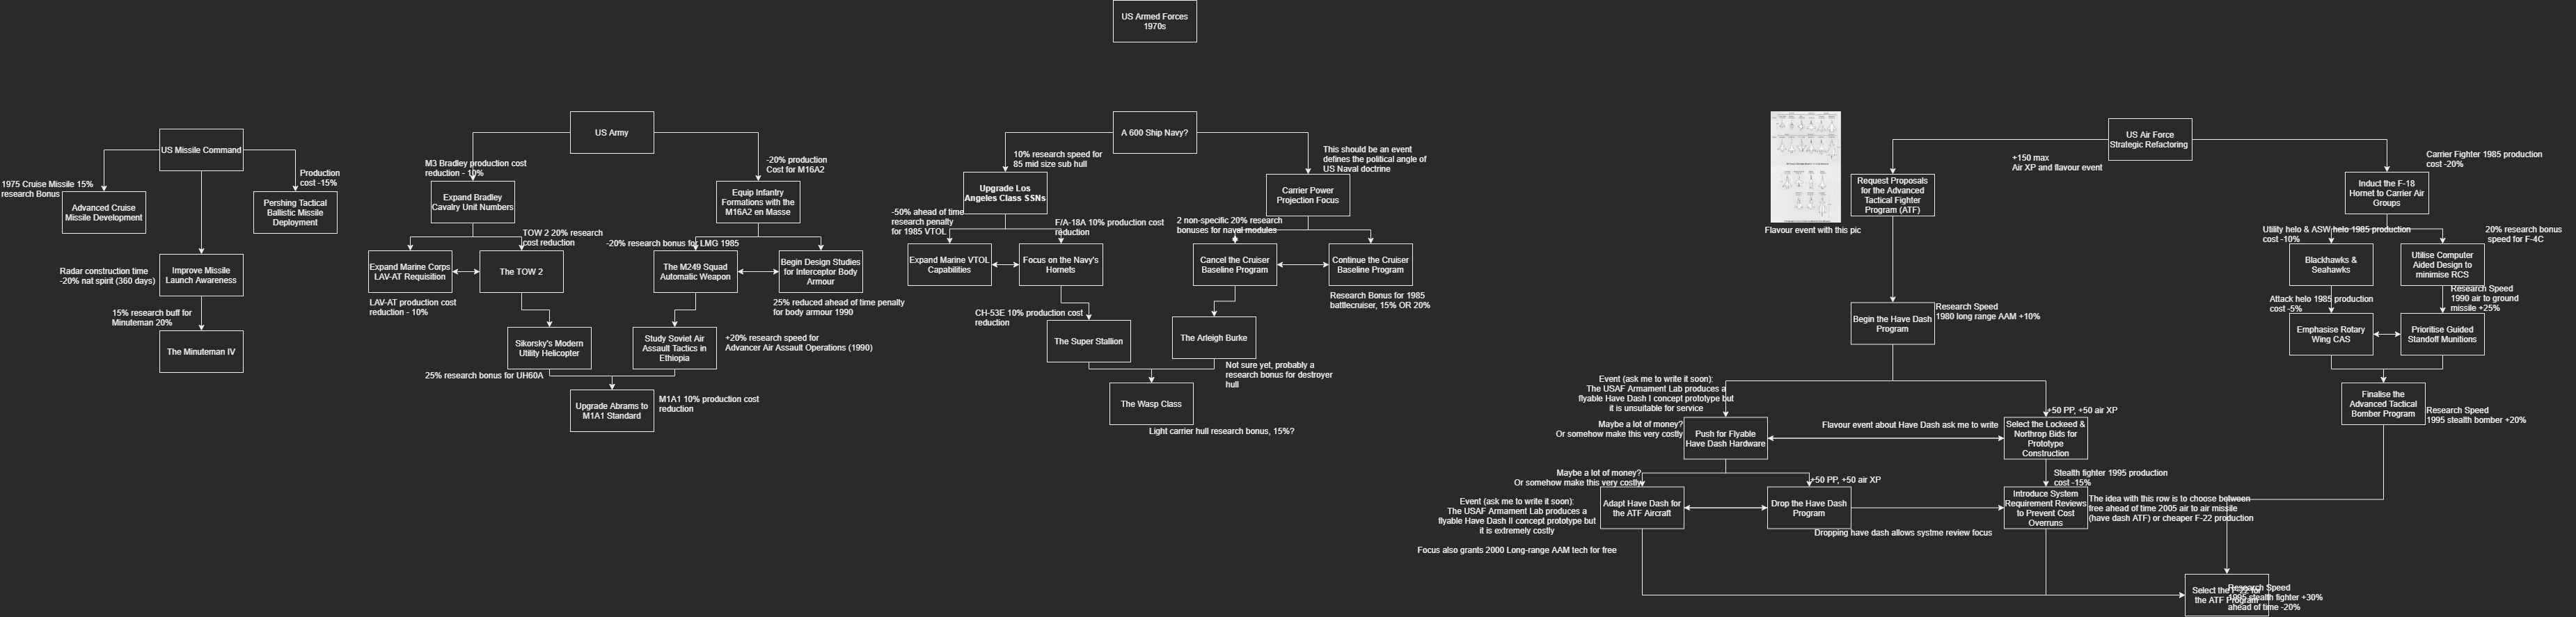 US Armed Forces
1970s
US Missile Command
1975 Cruise Missile 15%
research Bonus
Production
cost -15%
Advanced Cruise
Missile Development
Pershing Tactical
Ballistic Missile
Deployment
Radar construction time
-20% nat spirit (360 days)
Improve Missile
Launch Awareness
15% research buff for
Minuteman 20%
The Minuteman IV
US Army
M3 Bradley production cost
reduction - 10%
-20% production
Cost for M16A2
Expand Bradley
Cavalry Unit Numbers
Equip Infantry
Formations with the
M16A2 en Masse
TOW 2 20% research
cost reduction
-20% research bonus for LMG 1985
Expand Marine Corps
LAV-AT Requisition
The TOW 2
The M249 Squad
Automatic Weapon
Begin Design Studies
for Interceptor Body
Armour
LAV-AT production cost
reduction - 10%
25% reduced ahead of time penalty
for body armour 1990
Sikorsky's Modern
Utility Helicopter
Study Soviet Air
Assault Tactics in
Ethiopia
+20% research speed for
Advancer Air Assault Operations (1990)
25% research bonus for UH60A
Upgrade Abrams to
M1A1 Standard
M1A1 10% production cost
reduction
A 600 Ship Navy?
10% research speed for
85 mid size sub hull
This should be an event
defines the political angle of
US Naval doctrine
Upgrade Los
Angeles Class SSNs
Carrier Power
Projection Focus
-50% ahead of time
research penalty
for 1985 VTOL
F/A-18A 10% production cost
reduction
2 non-specific 20% research
bonuses for naval modules
Expand Marine VTOL
Capabilities
Focus on the Navy's
Hornets
Cancel the Cruiser
Baseline Program
Continue the Cruiser
Baseline Program
CH-53E 10% production cost
reduction
Research Bonus for 1985
battlecruiser, 15% OR 20%
The Super Stallion
The Arleigh Burke
Not sure yet, probably a
research bonus for destroyer
hull
The Wasp Class
Light carrier hull research bonus, 15%?
US Air Force
Strategic Refactoring
+150 max
Air XP and flavour event
Carrier Fighter 1985 production
cost -20%
Request Proposals
for the Advanced
Tactical Fighter
Program (ATF)
Flavour event with this pic
Induct the F-18
Hornet to Carrier Air
Groups
Utility helo & ASW helo 1985 production
cost -10%
20% research bonus
speed for F-4C
Blackhawks &
Seahawks
Utilise Computer
Aided Design to
minimise RCS
Begin the Have Dash
Program
Research Speed
1980 long range AAM +10%
Attack helo 1985 production
cost -5%
Research Speed
1990 air to ground
missile +25%
Emphasise Rotary
Wing CAS
Prioritise Guided
Standoff Munitions
Event (ask me to write it soon):
The USAF Armament Lab produces a
flyable Have Dash I concept prototype but
it is unsuitable for service
Finalise the
Advanced Tactical
Bomber Program
Research Speed
1995 stealth bomber +20%
+50 PP, +50 air XP
Maybe a lot of money?
Or somehow make this very costly
Push for Flyable
Have Dash Hardware
Flavour event about Have Dash ask me to write
Select the Lockeed &
Northrop Bids for
Prototype
Construction
Maybe a lot of money?
Or somehow make this very costly
+50 PP, +50 air XP
Stealth fighter 1995 production
cost -15%
Event (ask me to write it soon):
The USAF Armament Lab produces a
flyable Have Dash II concept prototype but
it is extremely costly
Adapt Have Dash for
the ATF Aircraft
Drop the Have Dash
Program
Introduce System
Requirement Reviews
to Prevent Cost
Overruns
The idea with this row is to choose between
free ahead of time 2005 air to air missile
(have dash ATF) or cheaper F-22 production
Dropping have dash allows systme review focus
Focus also grants 2000 Long-range AAM tech for free
Select the F-22 for
the ATF Program
Research Speed
1995 stealth fighter +30%
ahead of time -20%